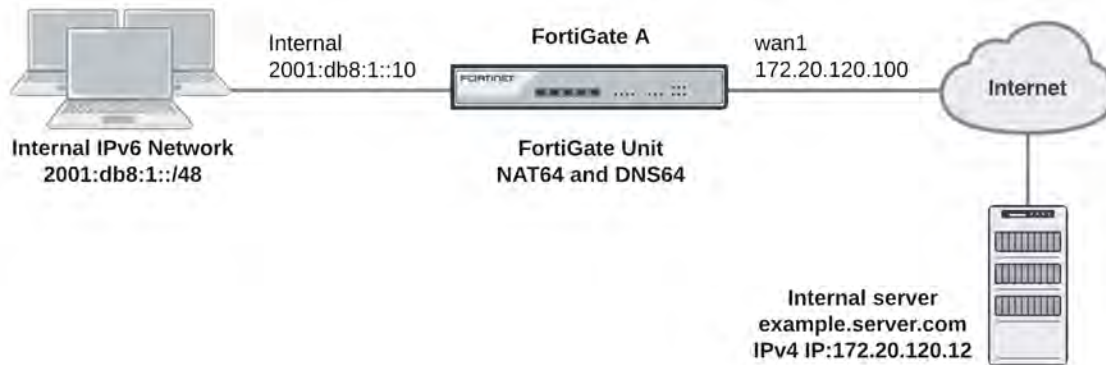 Internal
2001:db8:1::10
FortiGate A
wan1
172.20.120.100
FORTINET
Internet
Internal IPv6 Network
2001:db8:1::/48
FortiGate Unit
NAT64 and DNS64
Internal server
example.server.com
IPv4 IP:172.20.120.12